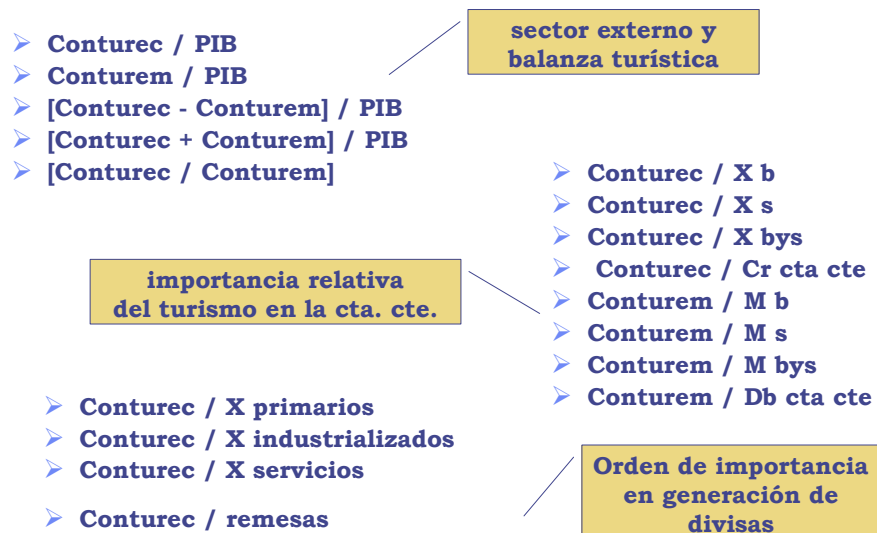 sector externo y
balanza turística
➢ Conturec / PIB
➢ Conturem / PIB
➢ [Conturec - Conturem] / PIB
➢ [Conturec + Conturem] / PIB
➢ [Conturec / Conturem]
importancia relativa
del turismo en la cta. cte.
➢ Conturec / X b
➢ Conturec / X s
➢ Conturec / X bys
➢ Conturec / Cr cta cte
➢ Conturem / M b
➢ Conturem / M s
➢ Conturem / M bys
➢ Conturem / Db cta cte
➢ Conturec / X primarios
➢ Conturec / X industrializados
➢ Conturec / X servicios
➢ Conturec / remesas
Orden de importancia
en generación de
divisas